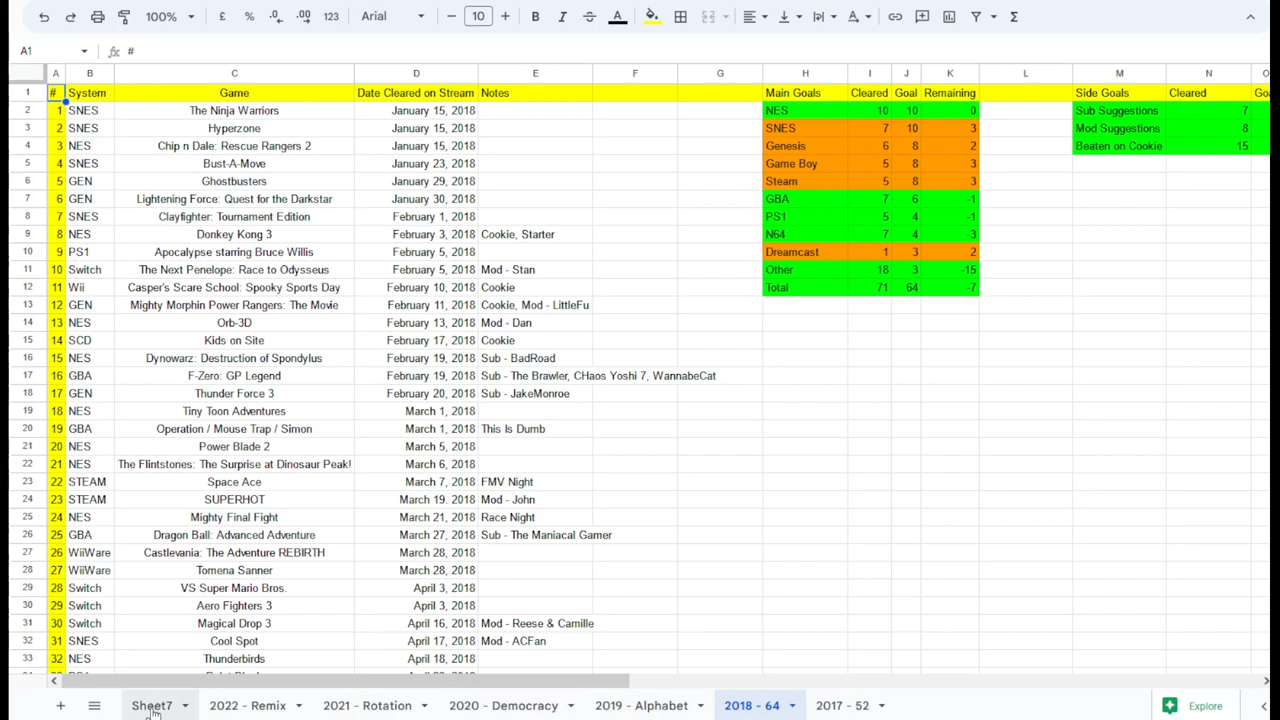 100% £ % .0 .00 123 Arial 10 B I A
A1 fx #
A B C D E F G H I J K L M N O
1 # System Game Date Cleared on Stream Notes Main Goals Cleared Goal Remaining Side Goals Cleared Goa
2 1 SNES The Ninja Warriors January 15, 2018 NES 10 10 0 Sub Suggestions 7
3 2 SNES Hyperzone January 15, 2018 SNES 7 10 3 Mod Suggestions 8
4 3 NES Chip n Dale: Rescue Rangers 2 January 15, 2018 Genesis 6 8 2 Beaten on Cookie 15
5 4 SNES Bust-A-Move January 23, 2018 Game Boy 5 8 3
6 5 GEN Ghostbusters January 29, 2018 Steam 5 8 3
7 6 GEN Lightening Force: Quest for the Darkstar January 30, 2018 GBA 7 6 -1
8 7 SNES Clayfighter: Tournament Edition February 1, 2018 PS1 5 4 -1
9 8 NES Donkey Kong 3 February 3, 2018 Cookie, Starter N64 7 4 -3
10 9 PS1 Apocalypse starring Bruce Willis February 5, 2018 Dreamcast 1 3 2
11 10 Switch The Next Penelope: Race to Odysseus February 5, 2018 Mod - Stan Other 18 3 -15
12 11 Wii Casper's Scare School: Spooky Sports Day February 10, 2018 Cookie Total 71 64 -7
13 12 GEN Mighty Morphin Power Rangers: The Movie February 11, 2018 Cookie, Mod - LittleFu
14 13 NES Orb-3D February 13, 2018 Mod - Dan
15 14 SCD Kids on Site February 17, 2018 Cookie
16 15 NES Dynowarz: Destruction of Spondylus February 19, 2018 Sub - BadRoad
17 16 GBA F-Zero: GP Legend February 19, 2018 Sub - The Brawler, CHaos Yoshi 7, WannabeCat
18 17 GEN Thunder Force 3 February 20, 2018 Sub - JakeMonroe
19 18 NES Tiny Toon Adventures March 1, 2018
20 19 GBA Operation / Mouse Trap / Simon March 1, 2018 This Is Dumb
21 20 NES Power Blade 2 March 5, 2018
22 21 NES The Flintstones: The Surprise at Dinosaur Peak! March 6, 2018
23 22 STEAM Space Ace March 7, 2018 FMV Night
24 23 STEAM SUPERHOT March 19, 2018 Mod - John
25 24 NES Mighty Final Fight March 21, 2018 Race Night
26 25 GBA Dragon Ball: Advanced Adventure March 27, 2018 Sub - The Maniacal Gamer
27 26 WiiWare Castlevania: The Adventure REBIRTH March 28, 2018
28 27 WiiWare Tomena Sanner March 28, 2018
29 28 Switch VS Super Mario Bros. April 3, 2018
30 29 Switch Aero Fighters 3 April 3, 2018
31 30 Switch Magical Drop 3 April 16, 2018 Mod - Reese & Camille
32 31 SNES Cool Spot April 17, 2018 Mod - ACFan
33 32 NES Thunderbirds April 18, 2018
Sheet7 2022 - Remix 2021 - Rotation 2020 - Democracy 2019 - Alphabet 2018 - 64 2017 - 52 Explore